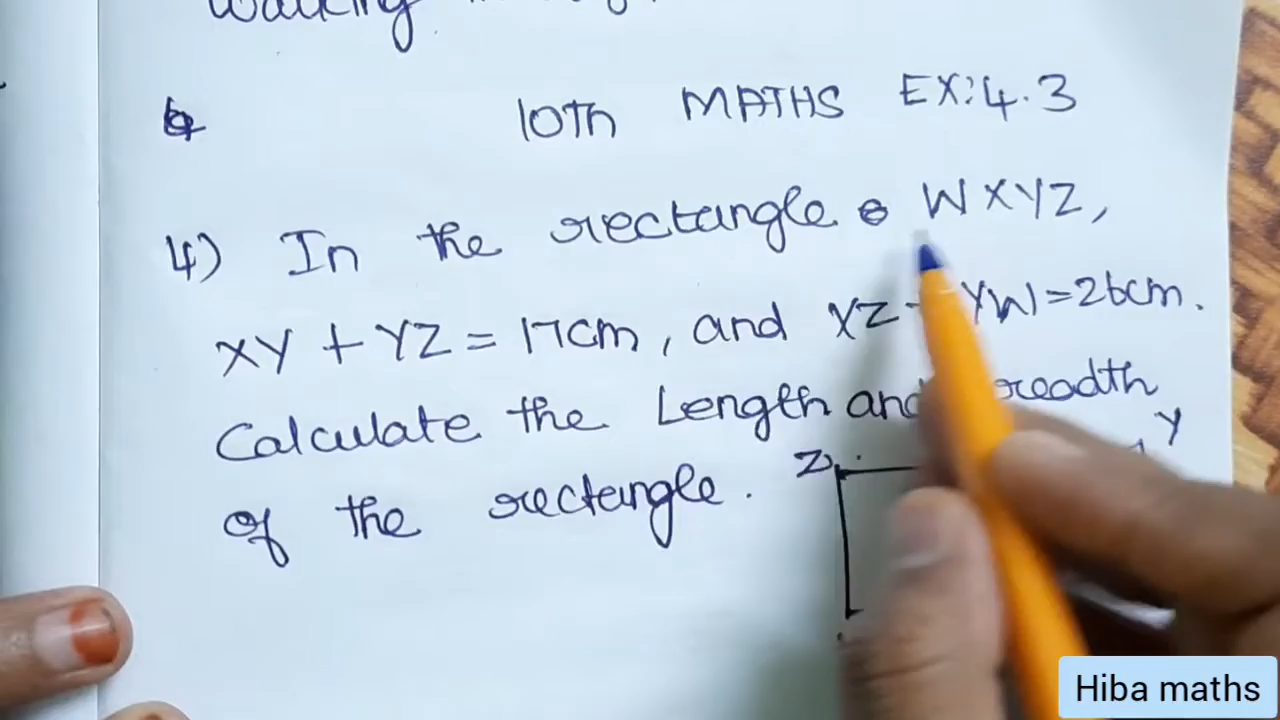 10Th MATHS EX:4.3
4) In the rectangle WXYZ,
XY + YZ = 17cm, and XZ + YW = 26cm.
Calculate the Length and breadth
of the rectangle.
Z
Y
Hiba maths